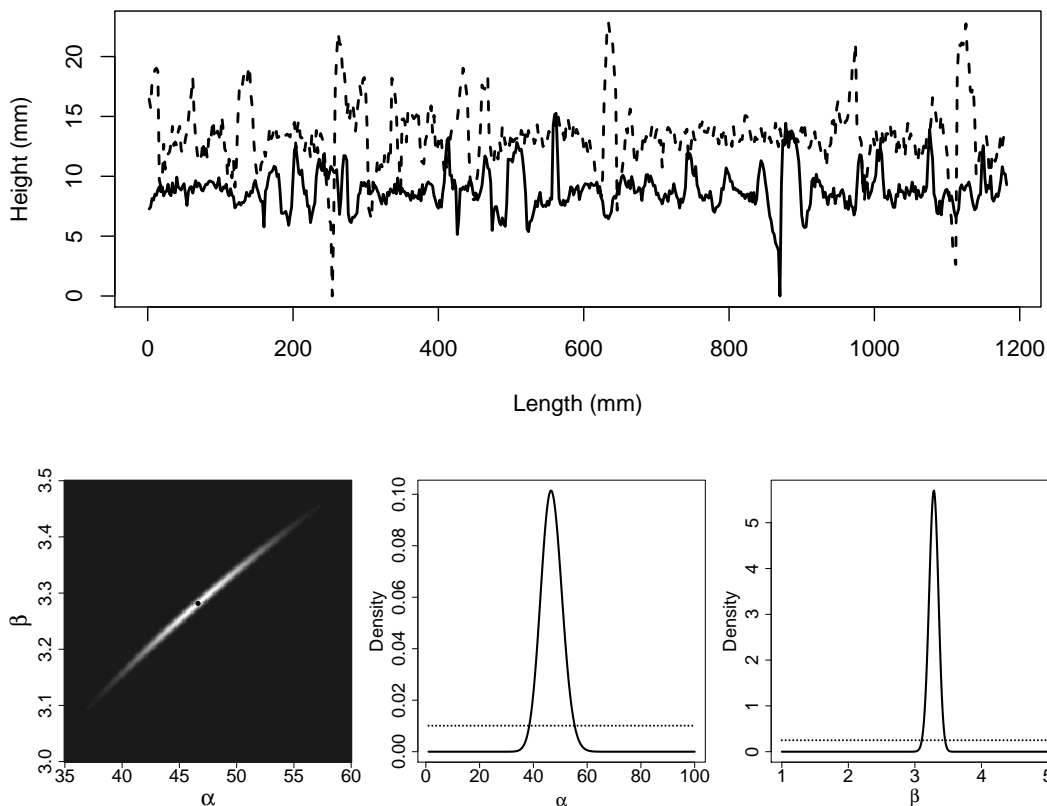 Height (mm)
0 5 10 15 20
0 200 400 600 800 1000 1200
Length (mm)
β
3.0 3.1 3.2 3.3 3.4 3.5
35 40 45 50 55 60
α
Density
0.00 0.02 0.04 0.06 0.08 0.10
0 20 40 60 80 100
α
Density
0 1 2 3 4 5
1 2 3 4 5
β